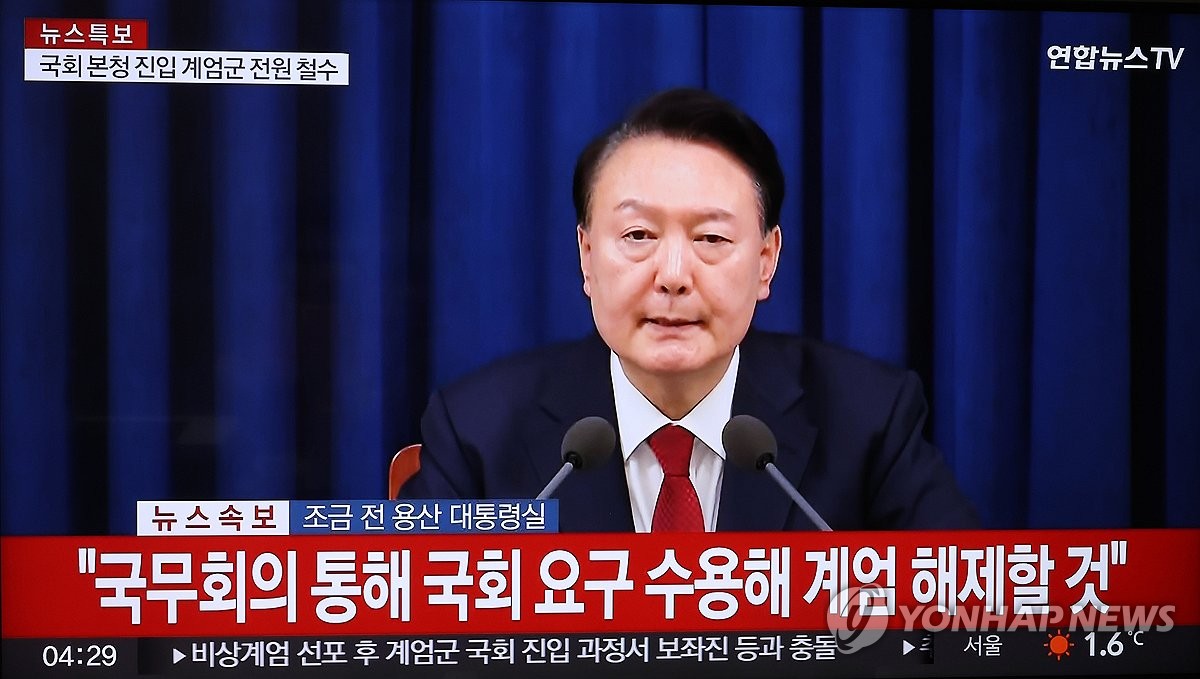 뉴스특보
국회 본청 진입 계엄군 전원 철수
연합뉴스TV
뉴스속보 조금 전 용산 대통령실
"국무회의 통해 국회 요구 수용해 계엄 해제할 것"
YONHAP NEWS
04:29 ▶비상계엄 선포 후 계엄군 국회 진입 과정서 보좌진 등과 충돌 ▶ 서울 1.6℃